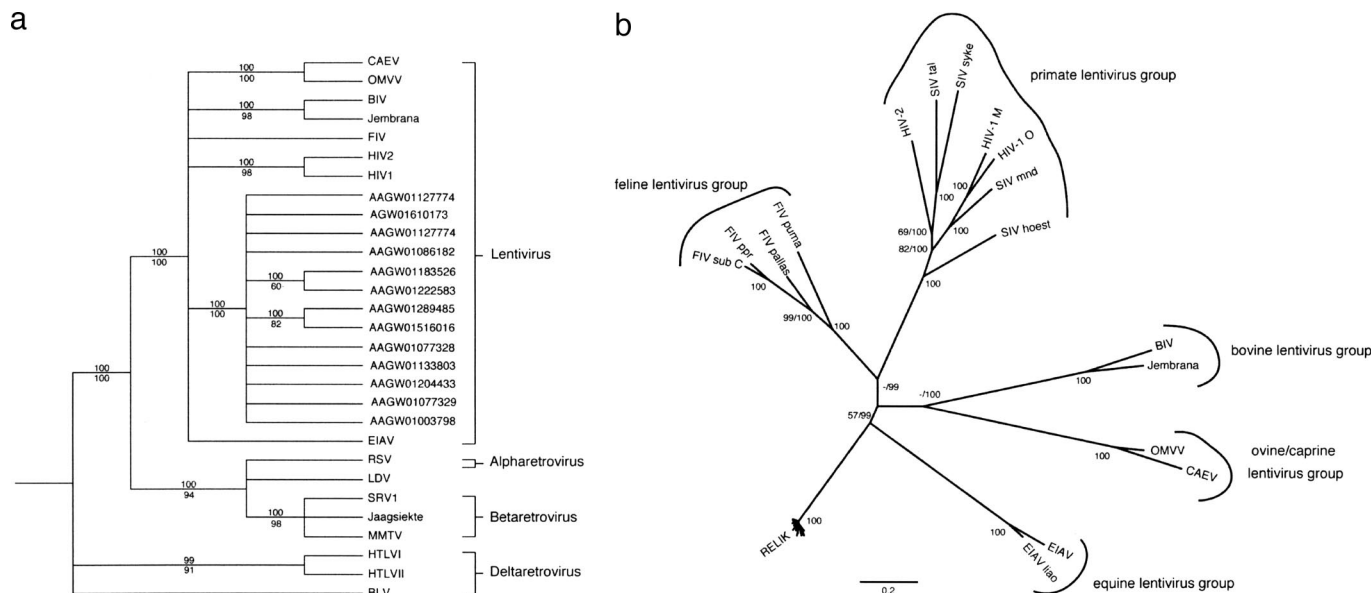 a
CAEV
100
100
OMVV
BIV
100
98
Jembrana
FIV
HIV2
100
98
HIV1
AAGW01127774
AGW01610173
AAGW01127774
AAGW01086182
Lentivirus
100
100
AAGW01183526
100
60
AAGW01222583
AAGW01289485
100
100
100
82
AAGW01516016
AAGW01077328
AAGW01133803
100
100
AAGW01204433
AAGW01077329
AAGW01003798
EIAV
RSV
Alpharetrovirus
LDV
100
94
SRV1
100
98
Jaagsiekte
Betaretrovirus
MMTV
HTLVI
99
91
HTLVII
Deltaretrovirus
BLV
b
primate lentivirus group
HIV-2
SIV tal
SIV syke
HIV-1 M
HIV-1 O
SIV mnd
SIV hoest
100
100
100
69/100
82/100
100
feline lentivirus group
FIV puma
FIV pallas
FIV ppr
FIV sub C
100
99/100
100
-/99
-/100
57/99
BIV
Jembrana
100
bovine lentivirus group
OMVV
CAEV
100
ovine/caprine
lentivirus group
RELIK
100
100
EIAV
EIAV liao
equine lentivirus group
0.2